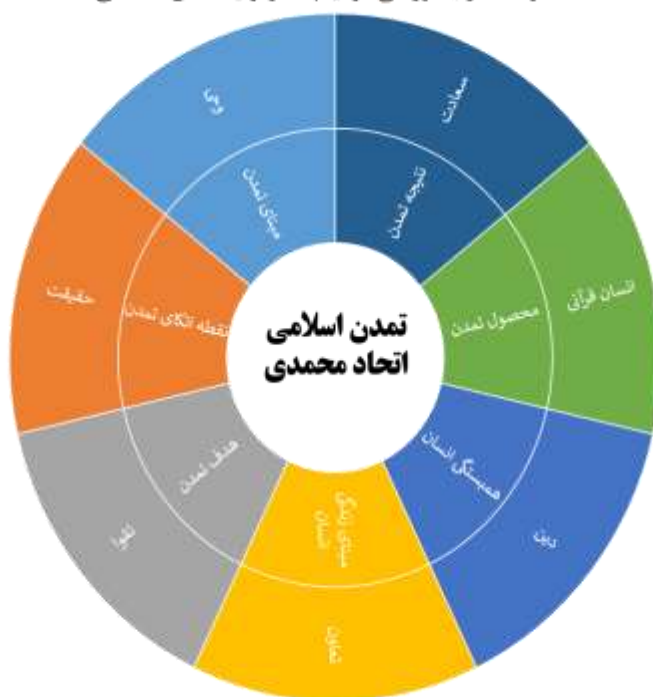 تمدن اسلامی
اتحاد محمدی
سعادت
نتیجه تمدن
انسان قرآنی
محصول تمدن
دین
همبستگی انسان
تعاون
مبنای زندگی
انسان
تقوا
هدف تمدن
حقیقت
نقطه اتکای تمدن
وحی
مبنای تمدن